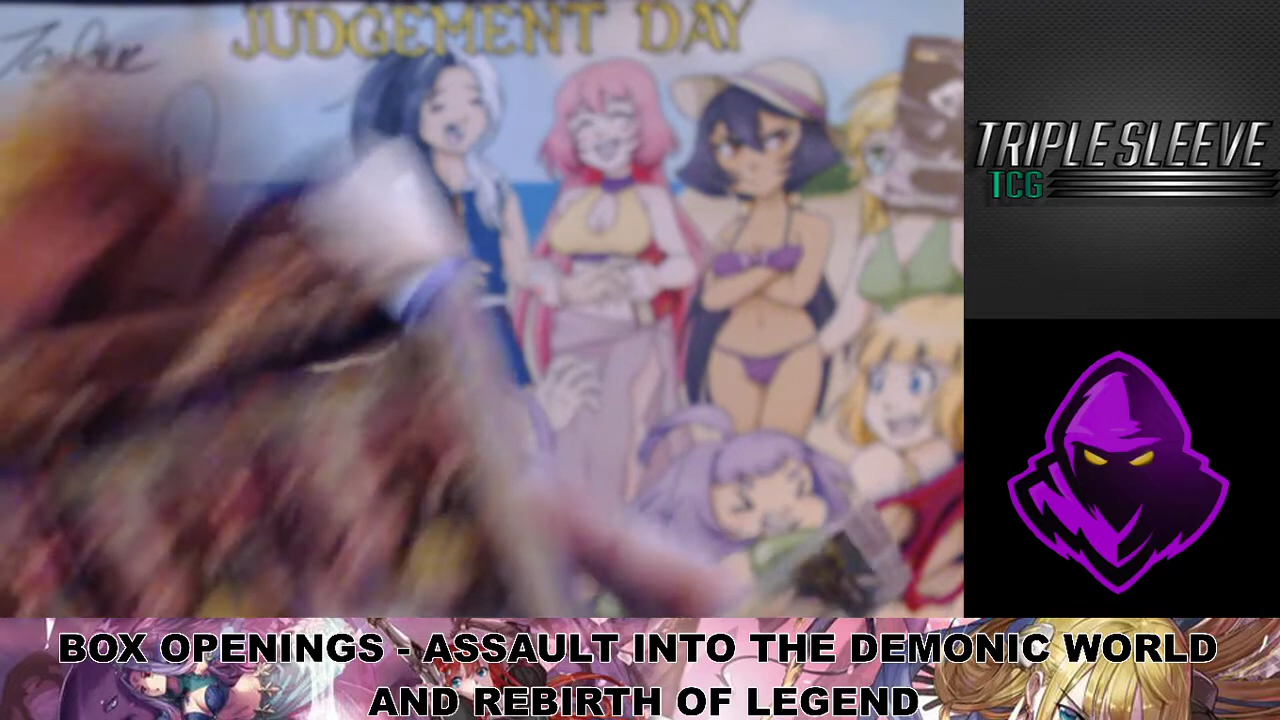 JUDGEMENT DAY
TRIPLE SLEEVE
TCG
BOX OPENINGS - ASSAULT INTO THE DEMONIC WORLD
AND REBIRTH OF LEGEND